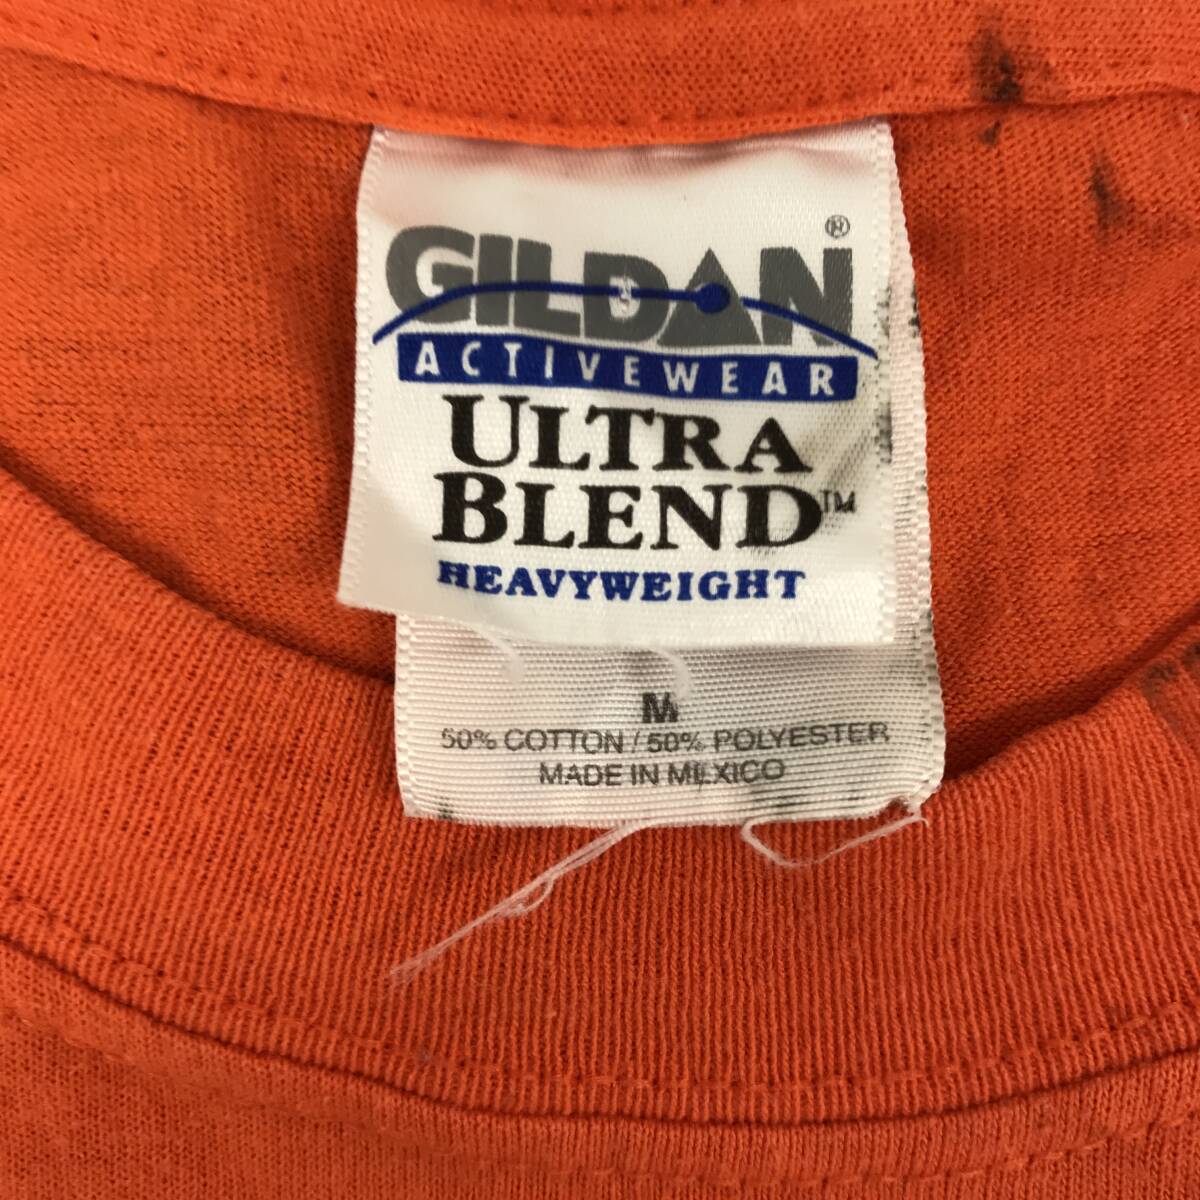 GILDAN®
ACTIVEWEAR
ULTRA
BLEND™
HEAVYWEIGHT
M
50% COTTON / 50% POLYESTER
MADE IN MEXICO